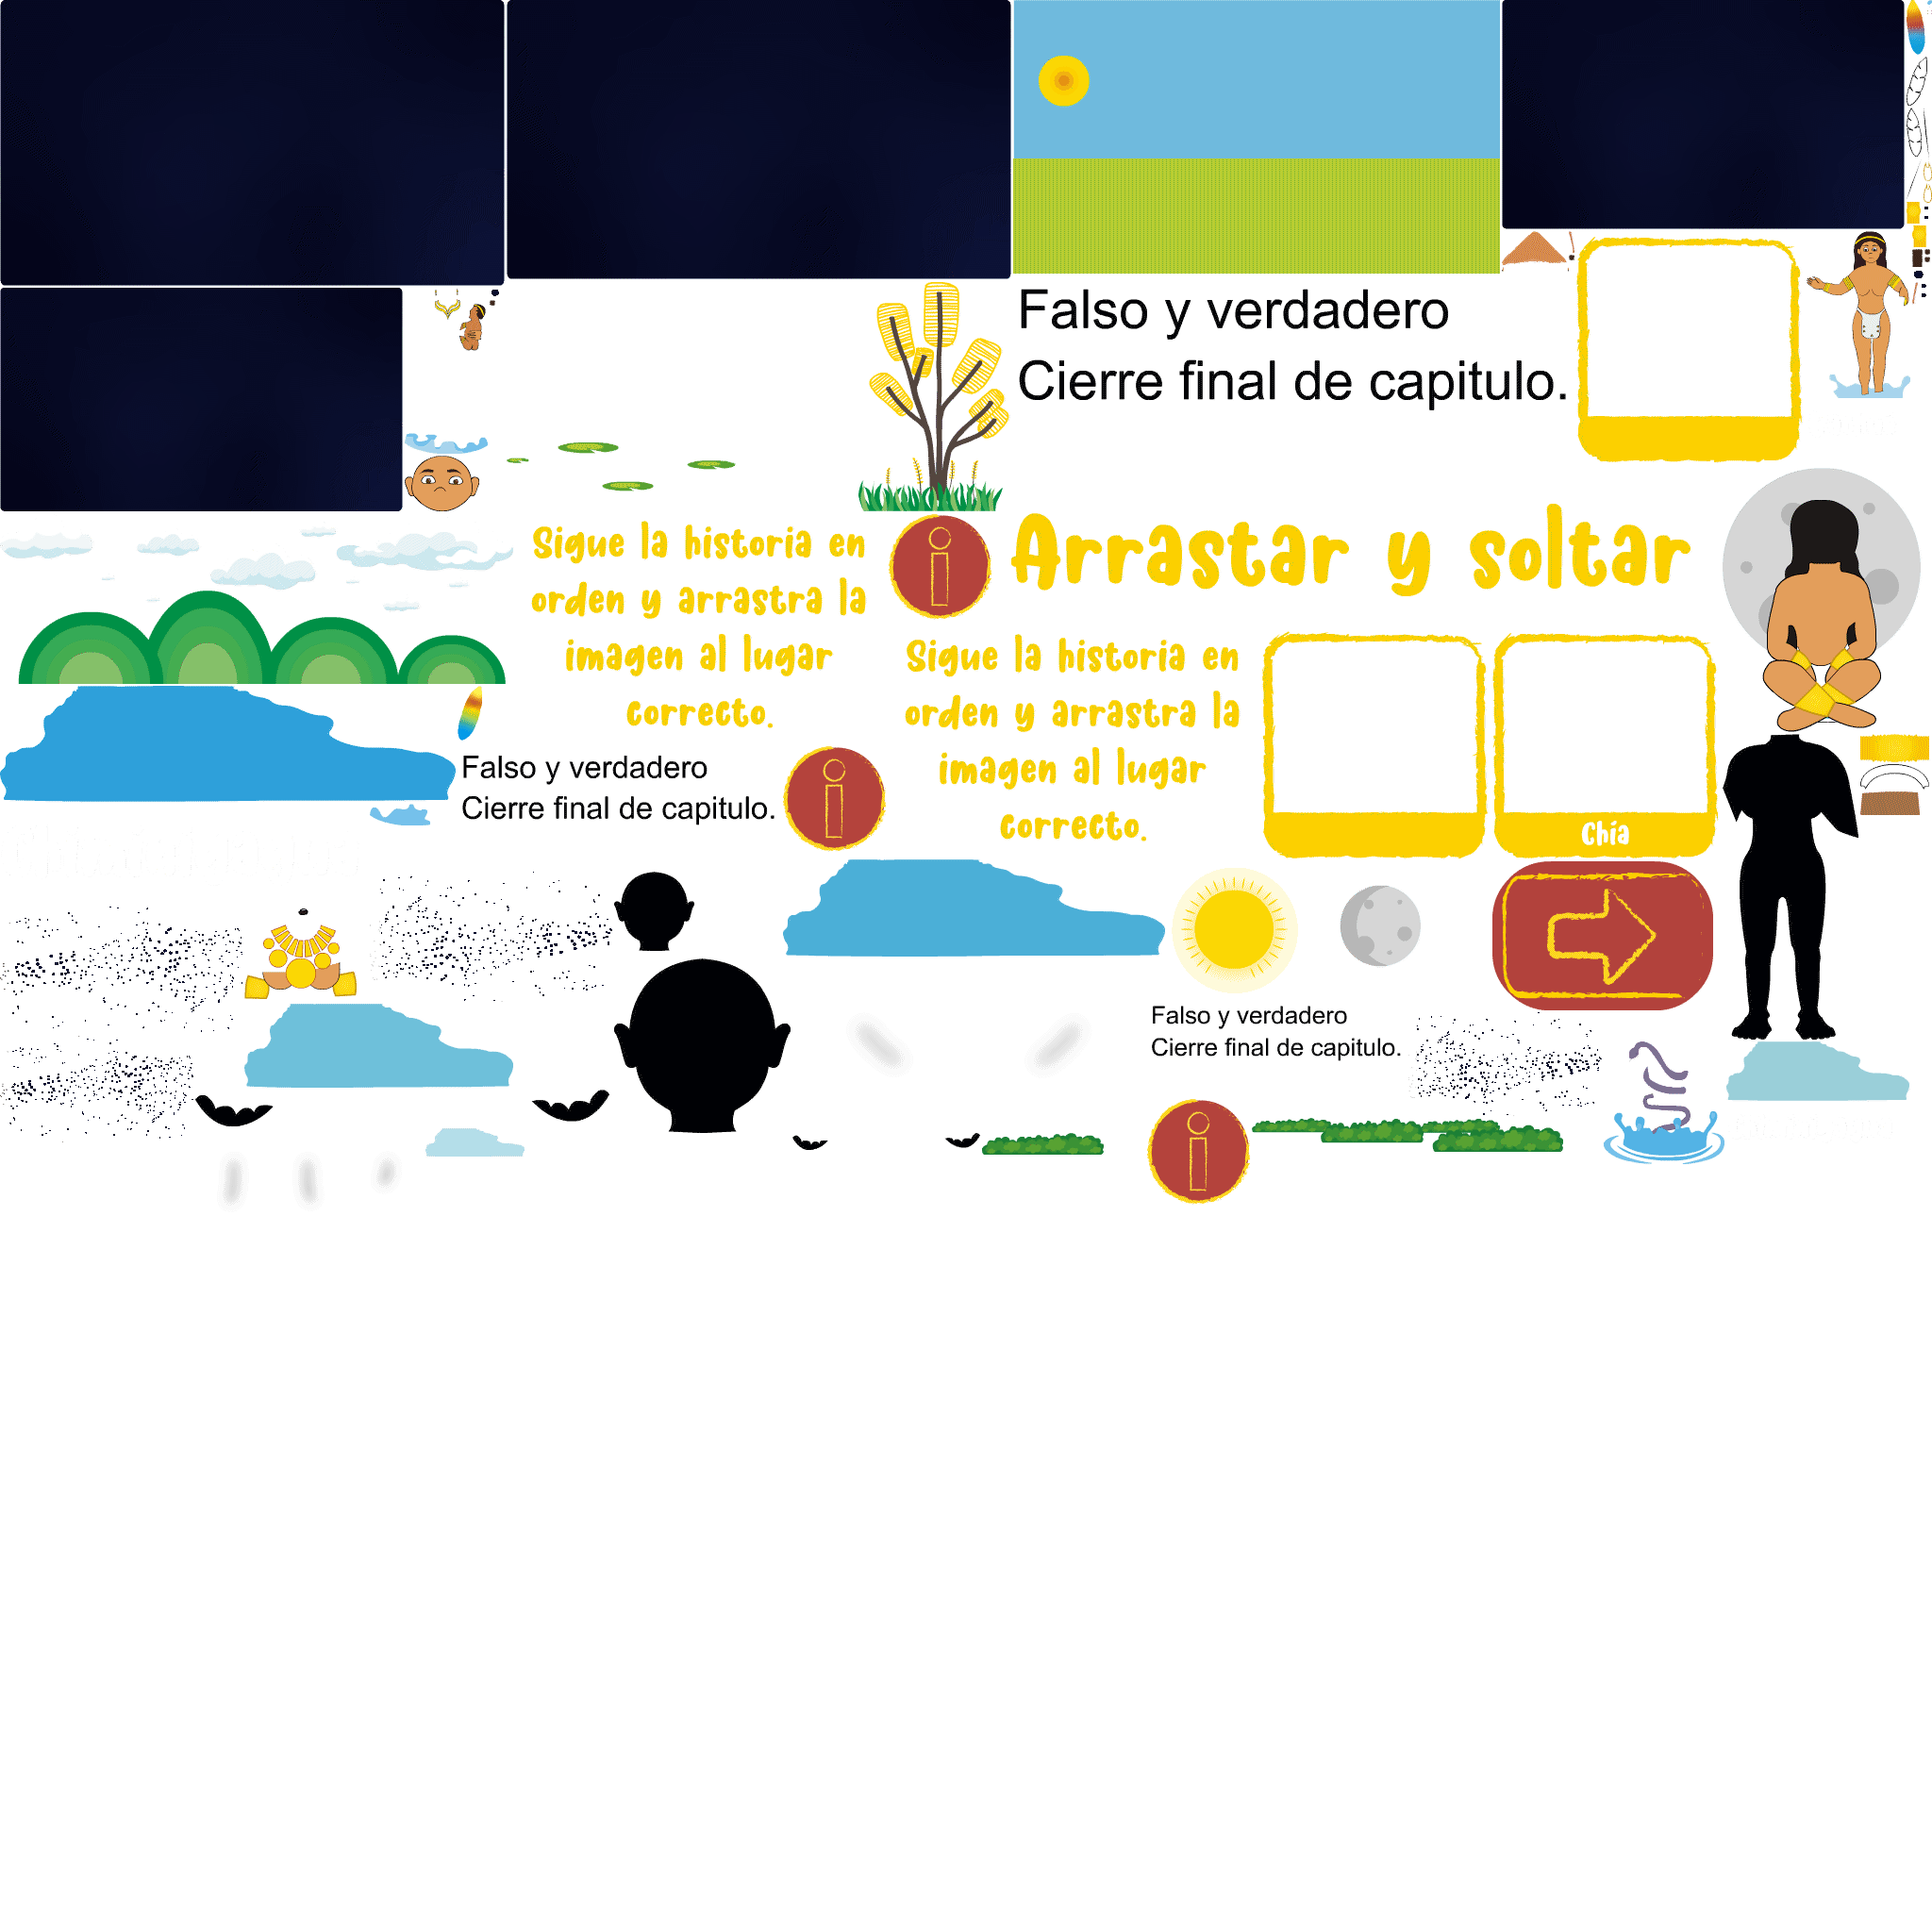 Falso y verdadero
Cierre final de capitulo.
Arrastar y soltar
Sigue la historia en
orden y arrastra la
imagen al lugar
correcto.
Sigue la historia en
orden y arrastra la
imagen al lugar
correcto.
Falso y verdadero
Cierre final de capitulo.
Chía
Falso y verdadero
Cierre final de capitulo.